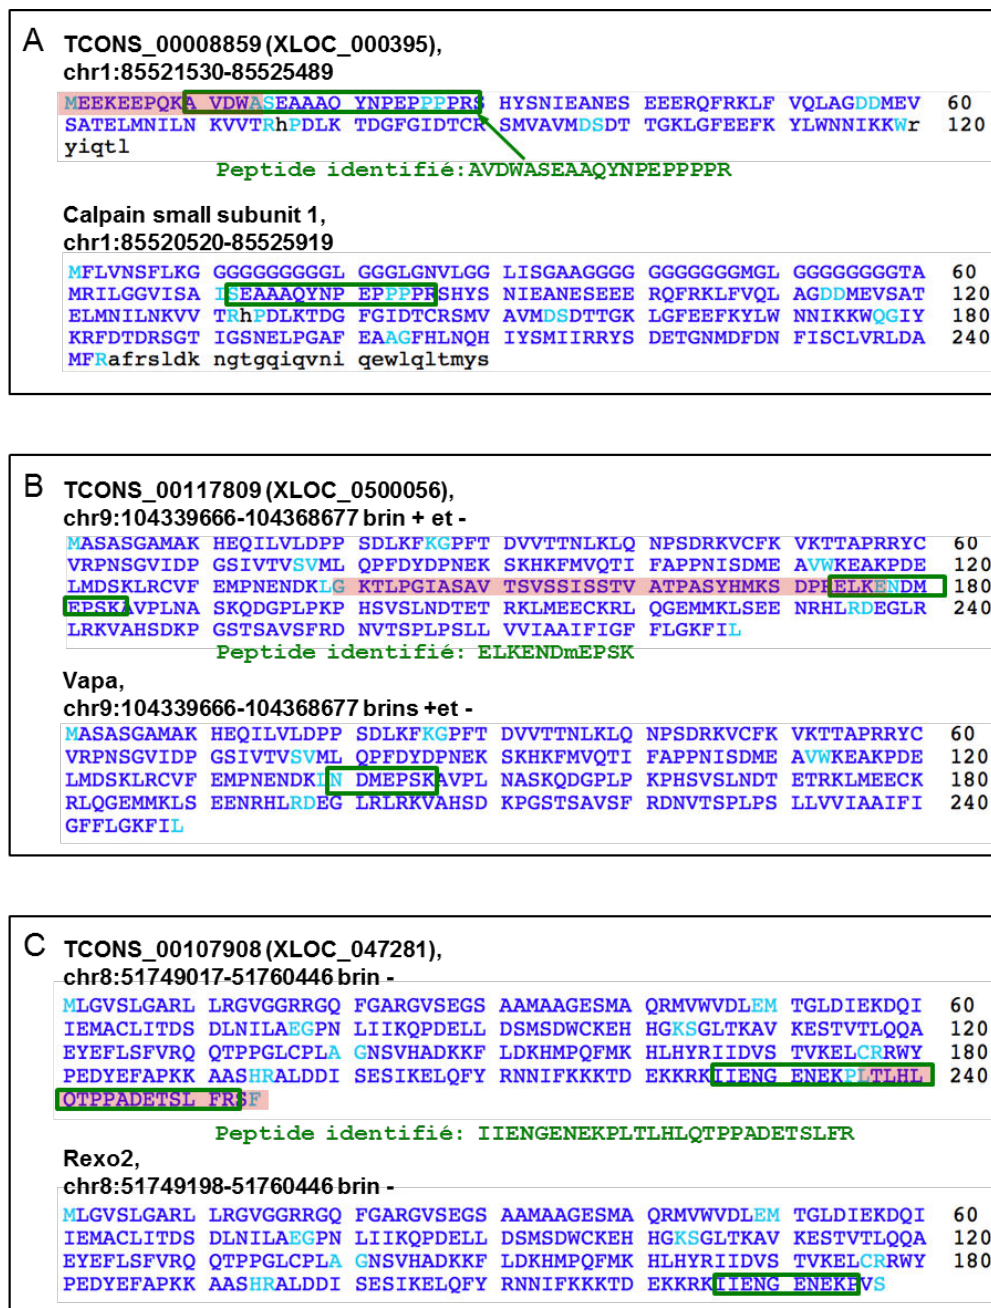 A
TCONS_00008859 (XLOC_000395),
chr1:85521530-85525489
MEEKEEPQKA VDWASEAAAQ YNPEPPPPRS HYSNIEANES EEERQFRKLF VQLAGDDMEV 60
SATELMNILN KVVTRhPDLK TDGFGIDTCR SMVAVMDSDT TGKLGFEEFK YLWNNIKKWr 120
yiqtl
Peptide identifié: AVDWASEAAQYNPEPPPPR
Calpain small subunit 1,
chr1:85520520-85525919
MFLVNSFLKG GGGGGGGGGL GGGLGNVLGG LISGAAGGGG GGGGGGGMGL GGGGGGGGTA 60
MRILGGVISA ISEAAAQYNP EPPPPRSHYS NIEANESEEE RQFRKLFVQL AGDDMEVSAT 120
ELMNILNKVV TRhPDLKTDG FGIDTCRSMV AVMDSDTTGK LGFEEFKYLW NNIKKWQGIY 180
KRFDTDRSGT IGSNELPGAF EAAGFHLNQH IYSMIIRRYS DETGNMDFDN FISCLVRLDA 240
MFRafrsldk ngtgqiqvni qewlqltmys
B
TCONS_00117809 (XLOC_0500056),
chr9:104339666-104368677 brin + et -
MASASGAMAK HEQILVLDPP SDLKFKGPFT DVVTTNLKLQ NPSDRKVCFK VKTTAPRRYC 60
VRPNSGVIDP GSIVTVSVML QPFDYDPNEK SKHKFMVQTI FAPPNISDME AVWKEAKPDE 120
LMDSKLRCVF EMPNENDKLG KTLPGIASAV TSVSSISSTV ATPASYHMKS DPRELKENDM 180
EPSKAVPLNA SKQDGPLPKP HSVSLNDTET RKLMEECKRL QGEMMKLSEE NRHLRDEGLR 240
LRKVAHSDKP GSTSAVSFRD NVTSPLPSLL VVIAAIFIGF FLGKFIL
Peptide identifié: ELKENDmEPSK
Vapa,
chr9:104339666-104368677 brins +et -
MASASGAMAK HEQILVLDPP SDLKFKGPFT DVVTTNLKLQ NPSDRKVCFK VKTTAPRRYC 60
VRPNSGVIDP GSIVTVSVML QPFDYDPNEK SKHKFMVQTI FAPPNISDME AVWKEAKPDE 120
LMDSKLRCVF EMPNENDKLN DMEPSKAVPL NASKQDGPLP KPHSVSLNDT ETRKLMEECK 180
RLQGEMMKLS EENRHLRDEG LRLRKVAHSD KPGSTSAVSF RDNVTSPLPS LLVVIAAIFI 240
GFFLGKFIL
C
TCONS_00107908 (XLOC_047281),
chr8:51749017-51760446 brin -
MLGVSLGARL LRGVGGRRGQ FGARGVSEGS AAMAAGESMA QRMVWVDLEM TGLDIEKDQI 60
IEMACLITDS DLNILAEGPN LIIKQPDELL DSMSDWCKEH HGKSGLTKAV KESTVTLQQA 120
EYEFLSFVRQ QTPPGLCPLA GNSVHADKKF LDKHMPQFMK HLHYRIIDVS TVKELCRRWY 180
PEDYEFAPKK AASHRALDDI SESIKELQFY RNNIFKKKTD EKKRKIIENG ENEKPLTLHL 240
QTPPADETSL FRSF
Peptide identifié: IIENGENEKPLTLHLQTPPADETSLFR
Rexo2,
chr8:51749198-51760446 brin -
MLGVSLGARL LRGVGGRRGQ FGARGVSEGS AAMAAGESMA QRMVWVDLEM TGLDIEKDQI 60
IEMACLITDS DLNILAEGPN LIIKQPDELL DSMSDWCKEH HGKSGLTKAV KESTVTLQQA 120
EYEFLSFVRQ QTPPGLCPLA GNSVHADKKF LDKHMPQFMK HLHYRIIDVS TVKELCRRWY 180
PEDYEFAPKK AASHRALDDI SESIKELQFY RNNIFKKKTD EKKRKIIENG ENEKPVS